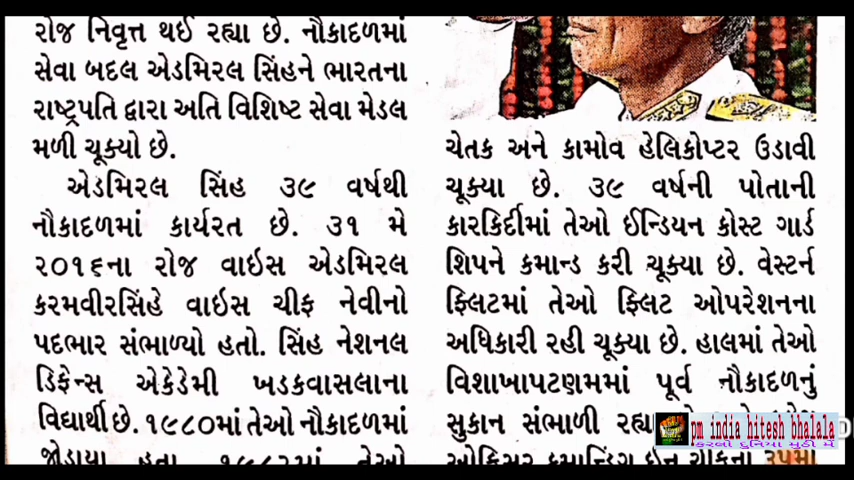 રોજ નિવૃત્ત થઈ રહ્યા છે. નૌકાદળમાં
સેવા બદલ એડમિરલ સિંહને ભારતના
રાષ્ટ્રપતિ દ્વારા અતિ વિશિષ્ટ સેવા મેડલ
મળી ચૂક્યો છે.
એડમિરલ સિંહ ૩૯ વર્ષથી
નૌકાદળમાં કાર્યરત છે. ૩૧ મે
૨૦૧૬ના રોજ વાઇસ એડમિરલ
કરમવીરસિંહે વાઇસ ચીફ નેવીનો
પદભાર સંભાળ્યો હતો. સિંહ નેશનલ
ડિફેન્સ એકેડેમી ખડકવાસલાના
વિદ્યાર્થી છે. ૧૯૮૦માં તેઓ નૌકાદળમાં
જોડાયા હતા
તેઓ
ચેતક અને કામોવ હેલિકોપ્ટર ઉડાવી
ચૂક્યા છે. ૩૯ વર્ષની પોતાની
કારકિર્દીમાં તેઓ ઈન્ડિયન કોસ્ટ ગાર્ડ
શિપને કમાન્ડ કરી ચૂક્યા છે. વેસ્ટર્ન
ફ્લિટમાં તેઓ ફ્લિટ ઓપરેશનના
અધિકારી રહી ચૂક્યા છે. હાલમાં તેઓ
વિશાખાપટણમમાં પૂર્વ નૌકાદળનું
સુકાન સંભાળી રહ્યા
pm india hitesh bhalala
કરલો દુનિયા મુઠ્ઠી મેં